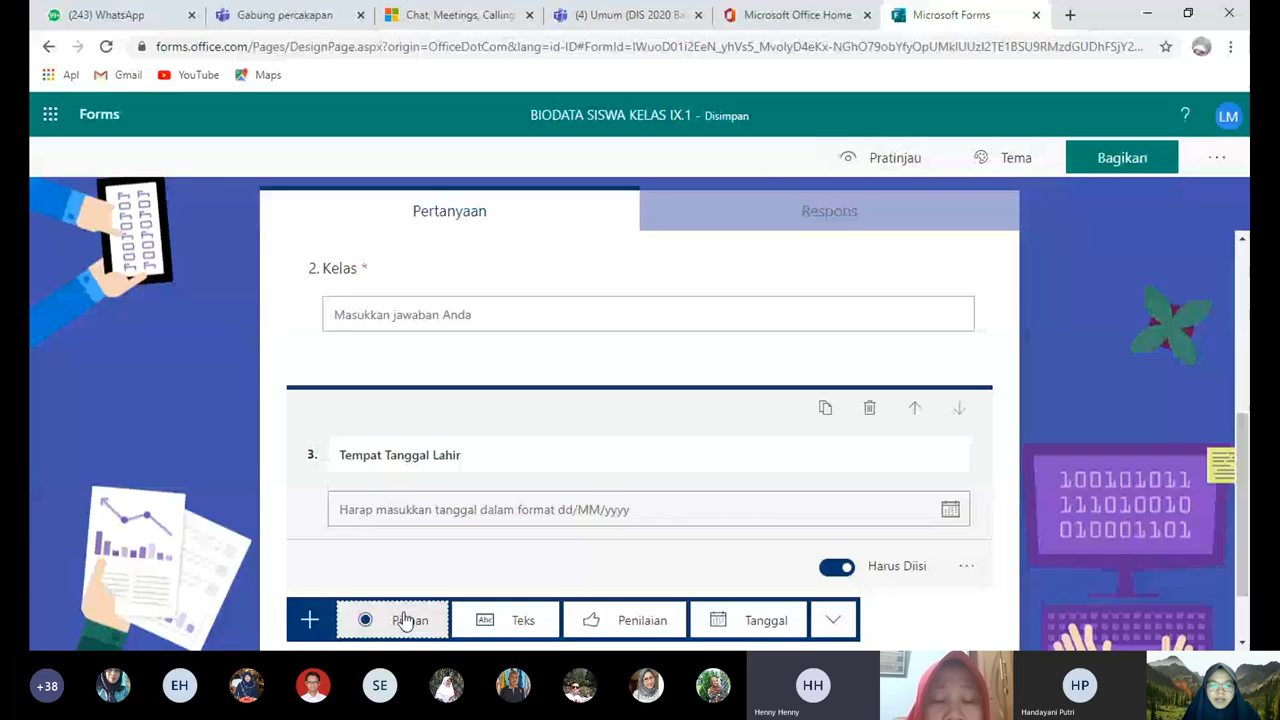 (243) WhatsApp
Gabung percakapan
Chat, Meetings, Calling
(4) Umum (DIS 2020 Ba
Microsoft Office Home
Microsoft Forms
forms.office.com/Pages/DesignPage.aspx?origin=OfficeDotCom&lang=id-ID#FormId=
Apl
Gmail
YouTube
Maps
Forms
BIODATA SISWA KELAS IX.1 - Disimpan
?
LM
Pratinjau
Tema
Bagikan
Pertanyaan
Respons
2. Kelas *
Masukkan jawaban Anda
3. Tempat Tanggal Lahir
Harap masukkan tanggal dalam format dd/MM/yyyy
Harus Diisi
Abc Teks
Penilaian
Tanggal
100101011
111010010
010001101
+38
EH
SE
HH
Henny Henny
HP
Handayani Putri